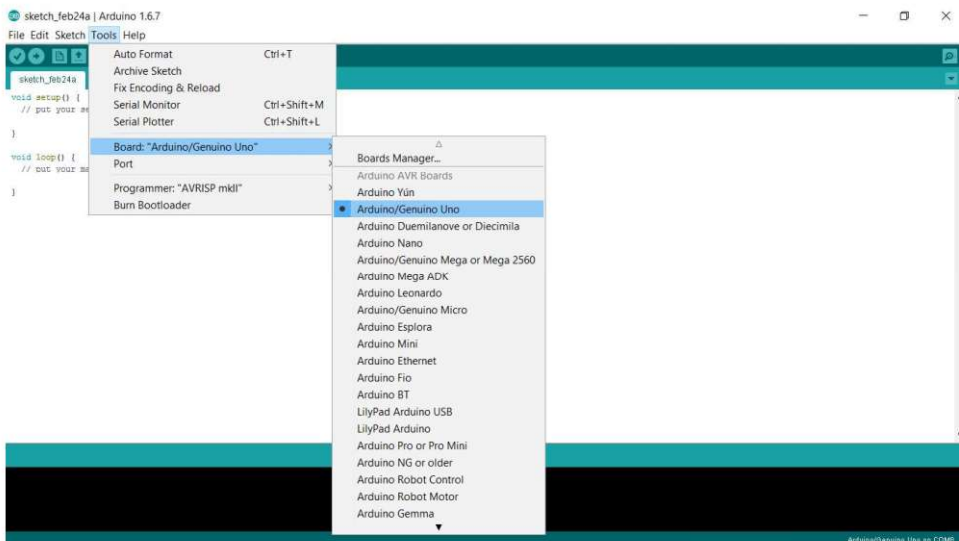 sketch_feb24a | Arduino 1.6.7
File Edit Sketch Tools Help
sketch_feb24a
void setup() {
// put your
}
void loop() {
// put your
}
Auto Format Ctrl+T
Archive Sketch
Fix Encoding & Reload
Serial Monitor Ctrl+Shift+M
Serial Plotter Ctrl+Shift+L
Board: "Arduino/Genuino Uno"
Port
Programmer: "AVRISP mkII"
Burn Bootloader
Boards Manager...
Arduino AVR Boards
Arduino Yún
Arduino/Genuino Uno
Arduino Duemilanove or Diecimila
Arduino Nano
Arduino/Genuino Mega or Mega 2560
Arduino Mega ADK
Arduino Leonardo
Arduino/Genuino Micro
Arduino Esplora
Arduino Mini
Arduino Ethernet
Arduino Fio
Arduino BT
LilyPad Arduino USB
LilyPad Arduino
Arduino Pro or Pro Mini
Arduino NG or older
Arduino Robot Control
Arduino Robot Motor
Arduino Gemma
Arduino/Genuino Uno on